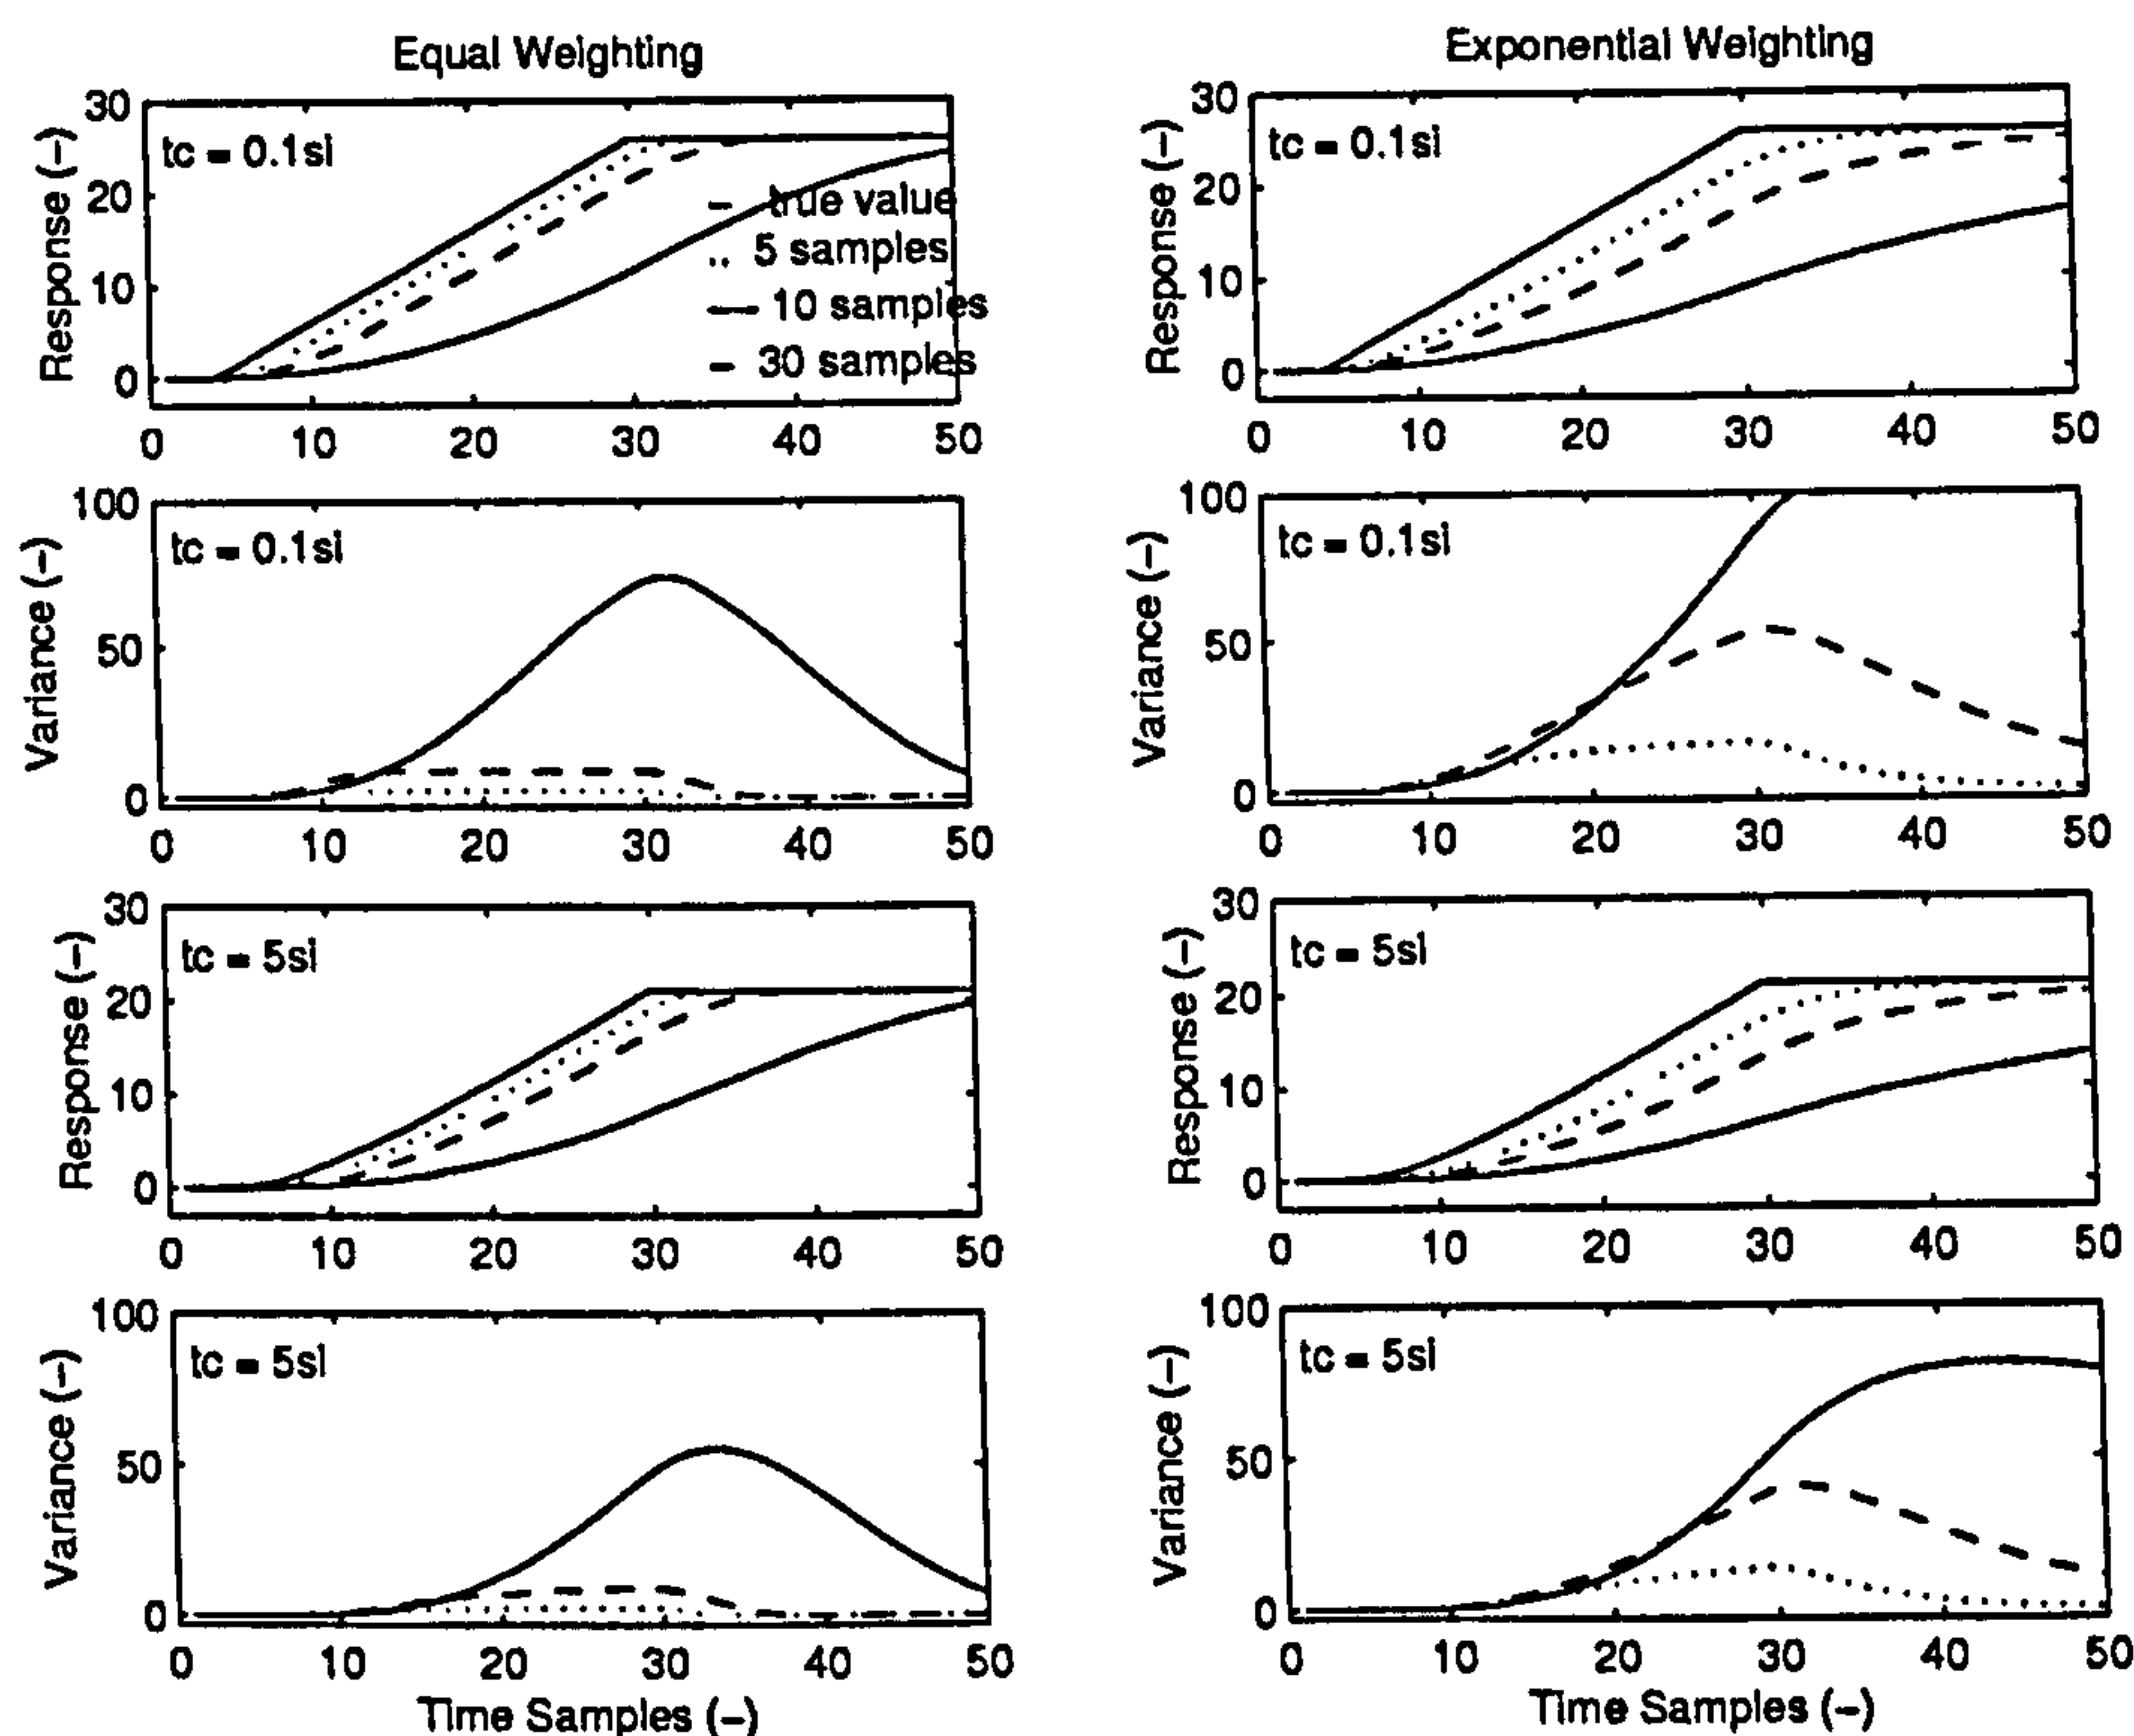 Equal Weighting
30
20
10
0
Response (-)
tc = 0.1si
true value
5 samples
10 samples
30 samples
0 10 20 30 40 50
100
50
0
Variance (-)
tc = 0.1si
0 10 20 30 40 50
30
20
10
0
Response (-)
tc = 5si
0 10 20 30 40 50
100
50
0
Variance (-)
tc = 5si
0 10 20 30 40 50
Time Samples (-)
Exponential Weighting
30
20
10
0
Response (-)
tc = 0.1si
0 10 20 30 40 50
100
50
0
Variance (-)
tc = 0.1si
0 10 20 30 40 50
30
20
10
0
Response (-)
tc = 5si
0 10 20 30 40 50
100
50
0
Variance (-)
tc = 5si
0 10 20 30 40 50
Time Samples (-)